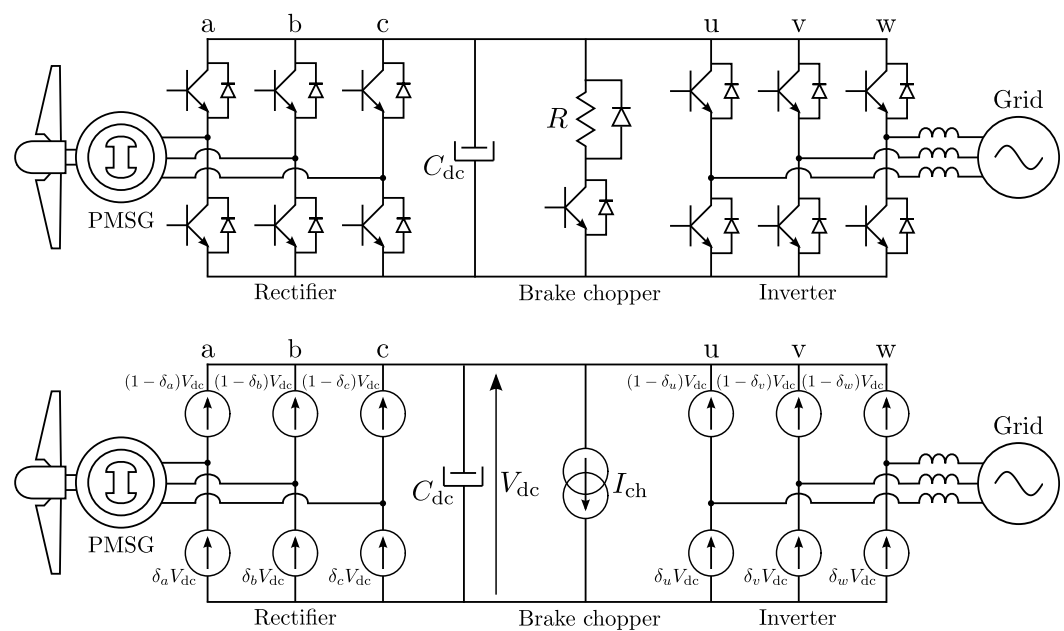 a b c u v w
Grid
R
C_dc
PMSG
Rectifier Brake chopper Inverter
a b c u v w
(1 − δ_a)V_dc (1 − δ_b)V_dc (1 − δ_c)V_dc (1 − δ_u)V_dc (1 − δ_v)V_dc (1 − δ_w)V_dc
Grid
C_dc V_dc I_ch
PMSG
δ_aV_dc δ_bV_dc δ_cV_dc δ_uV_dc δ_vV_dc δ_wV_dc
Rectifier Brake chopper Inverter